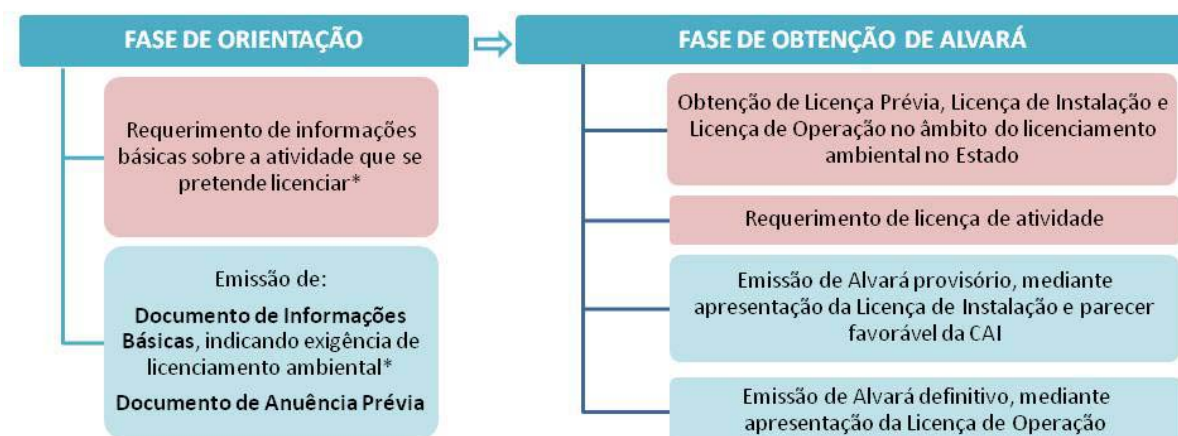 FASE DE ORIENTAÇÃO
Requerimento de informações
básicas sobre a atividade que se
pretende licenciar*
Emissão de:
Documento de Informações
Básicas, indicando exigência de
licenciamento ambiental*
Documento de Anuência Prévia
FASE DE OBTENÇÃO DE ALVARÁ
Obtenção de Licença Prévia, Licença de Instalação e
Licença de Operação no âmbito do licenciamento
ambiental no Estado
Requerimento de licença de atividade
Emissão de Alvará provisório, mediante
apresentação da Licença de Instalação e parecer
favorável da CAI
Emissão de Alvará definitivo, mediante
apresentação da Licença de Operação